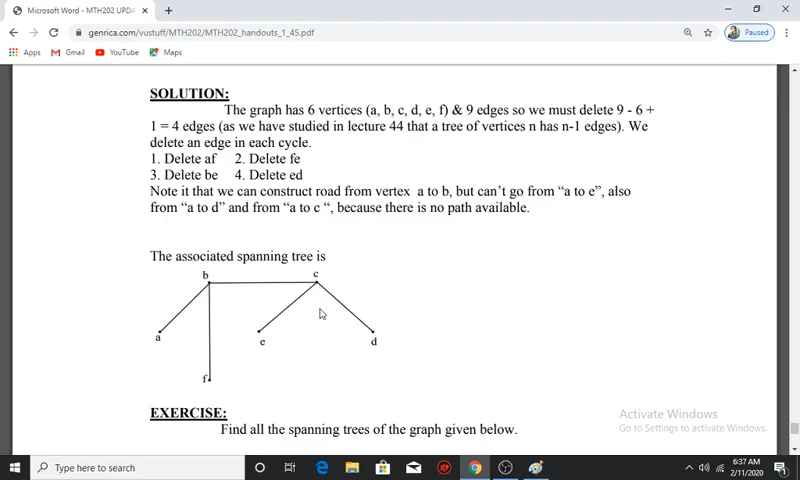 Microsoft Word - MTH202 UPDA
genrica.com/vustuff/MTH202/MTH202_handouts_1_45.pdf
Paused
Apps Gmail YouTube Maps
SOLUTION:
The graph has 6 vertices (a, b, c, d, e, f) & 9 edges so we must delete 9 - 6 +
1 = 4 edges (as we have studied in lecture 44 that a tree of vertices n has n-1 edges). We
delete an edge in each cycle.
1. Delete af 2. Delete fe
3. Delete be 4. Delete ed
Note it that we can construct road from vertex a to b, but can't go from "a to e", also
from "a to d" and from "a to c ", because there is no path available.
The associated spanning tree is
b c
a e d
f
EXERCISE:
Find all the spanning trees of the graph given below.
Activate Windows
Go to Settings to activate Windows.
Type here to search
6:37 AM
2/11/2020